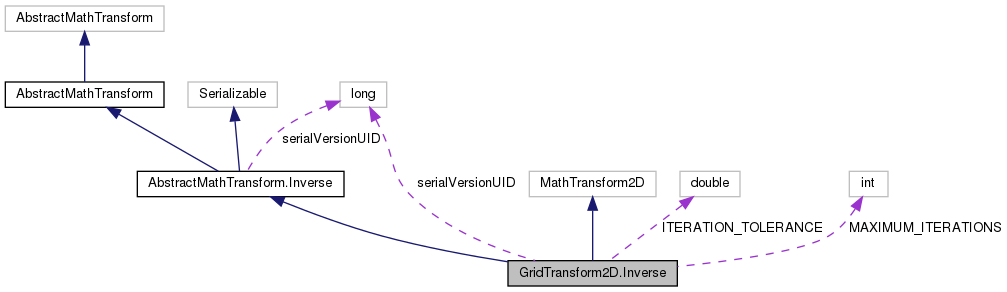 AbstractMathTransform
AbstractMathTransform
Serializable
long
serialVersionUID
AbstractMathTransform.Inverse
serialVersionUID
MathTransform2D
double
int
ITERATION_TOLERANCE
MAXIMUM_ITERATIONS
GridTransform2D.Inverse